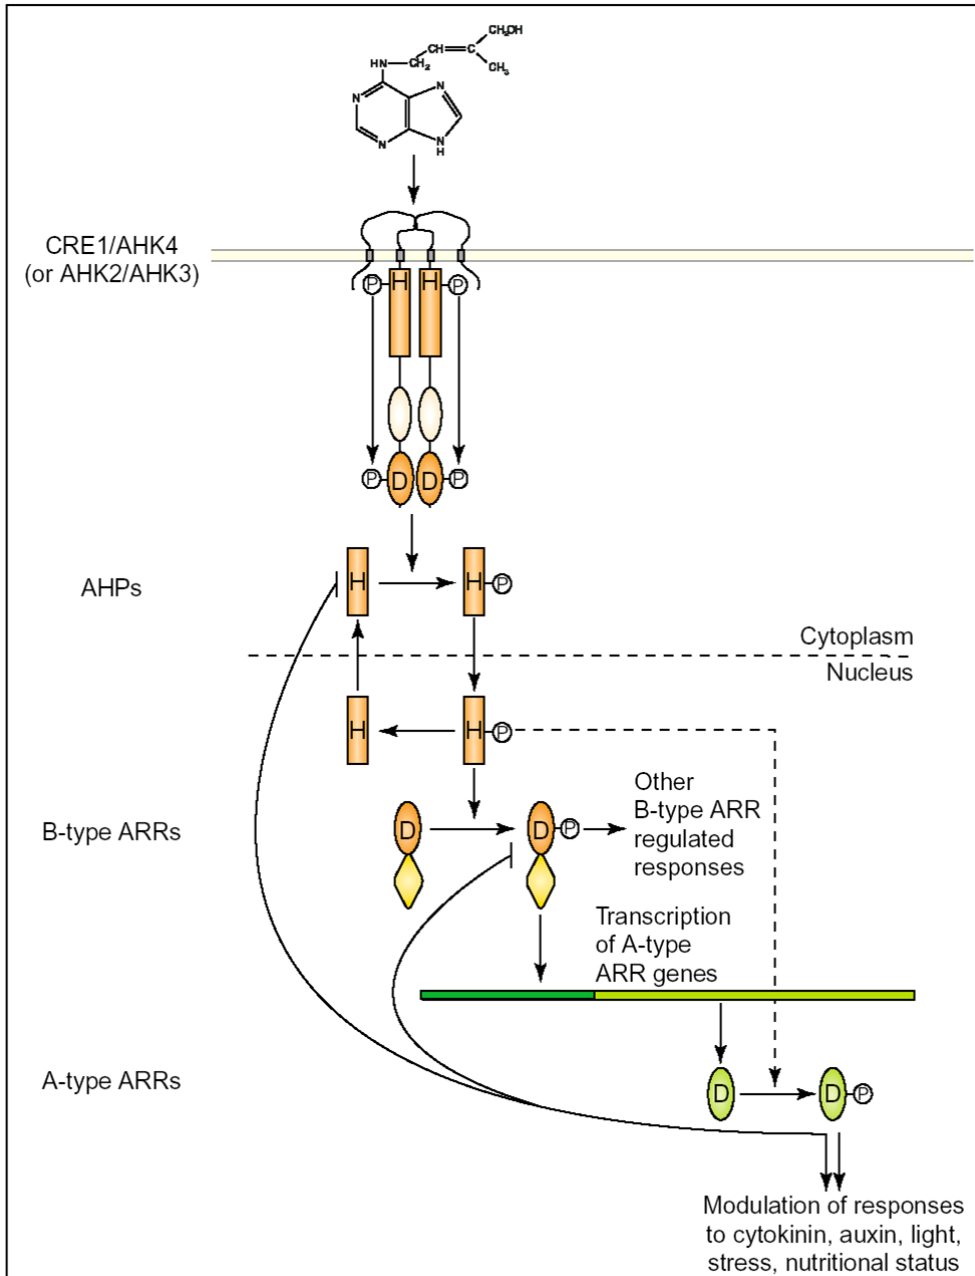 CH₂OH
CH=C
HN—CH₂
CH₃
N
N
N
N
H
CRE1/AHK4
(or AHK2/AHK3)
P
H
H
P
P
D
D
P
AHPs
H
H
P
Cytoplasm
Nucleus
H
H
P
Other
B-type ARR
regulated
responses
B-type ARRs
D
D
P
Transcription
of A-type
ARR genes
A-type ARRs
D
D
P
Modulation of responses
to cytokinin, auxin, light,
stress, nutritional status